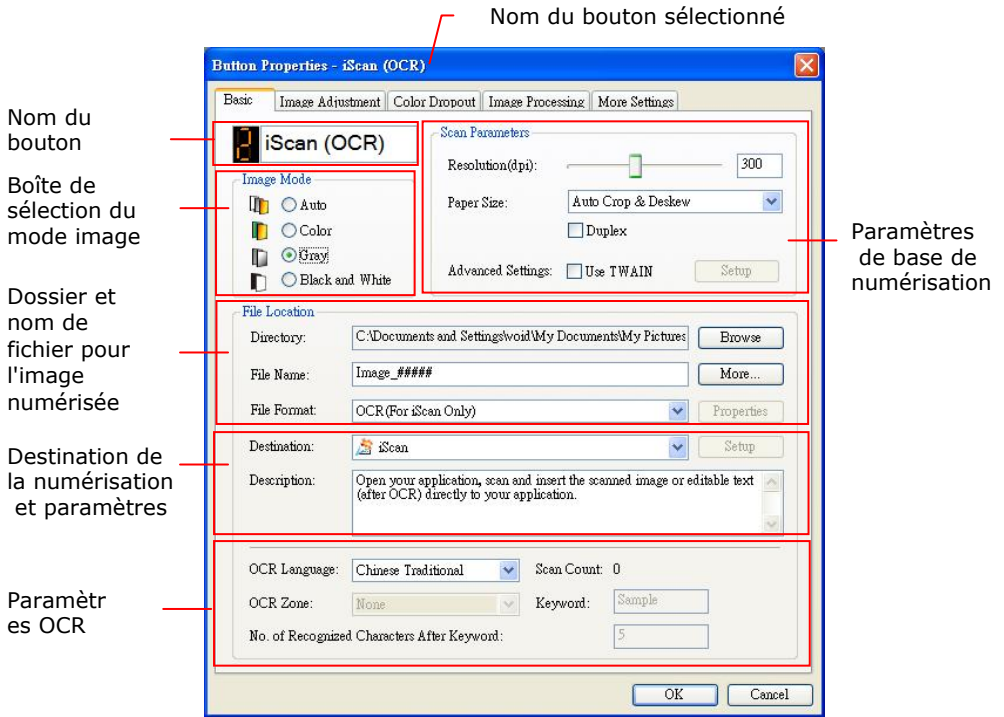 Nom du bouton sélectionné
Button Properties - iScan (OCR)
Basic Image Adjustment Color Dropout Image Processing More Settings
Nom du
bouton
2 iScan (OCR)
Boîte de
sélection du
mode image
Image Mode
Auto
Color
Gray
Black and White
Scan Parameters
Resolution(dpi): 300
Paper Size: Auto Crop & Deskew
Duplex
Advanced Settings: Use TWAIN Setup
Paramètres
de base de
numérisation
Dossier et
nom de
fichier pour
l'image
numérisée
File Location
Directory: C:\Documents and Settings\void\My Documents\My Pictures Browse
File Name: Image_##### More...
File Format: OCR(For iScan Only) Properties
Destination de
la numérisation
et paramètres
Destination: iScan Setup
Description: Open your application, scan and insert the scanned image or editable text
(after OCR) directly to your application.
Paramètr
es OCR
OCR Language: Chinese Traditional Scan Count: 0
OCR Zone: None Keyword: Sample
No. of Recognized Characters After Keyword: 5
OK Cancel